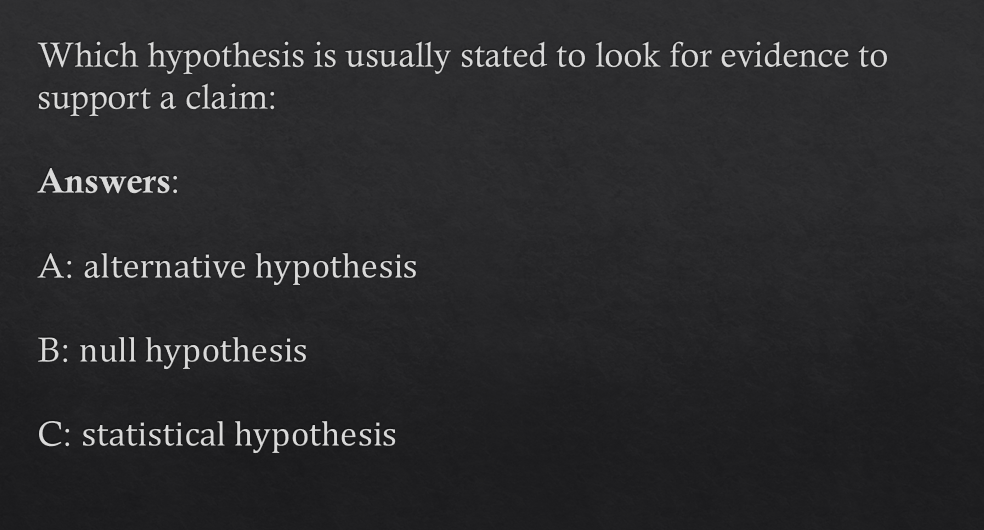 Which hypothesis is usually stated to look for evidence to
support a claim:
Answers:
A: alternative hypothesis
B: null hypothesis
C: statistical hypothesis